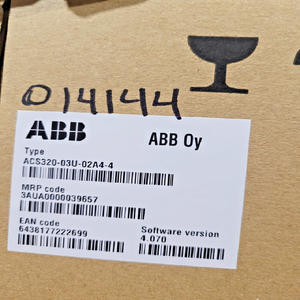 014144
ABB
ABB Oy
Type
ACS320-03U-02A4-4
MRP code
3AUA0000039657
EAN code
6438177222699
Software version
4.070